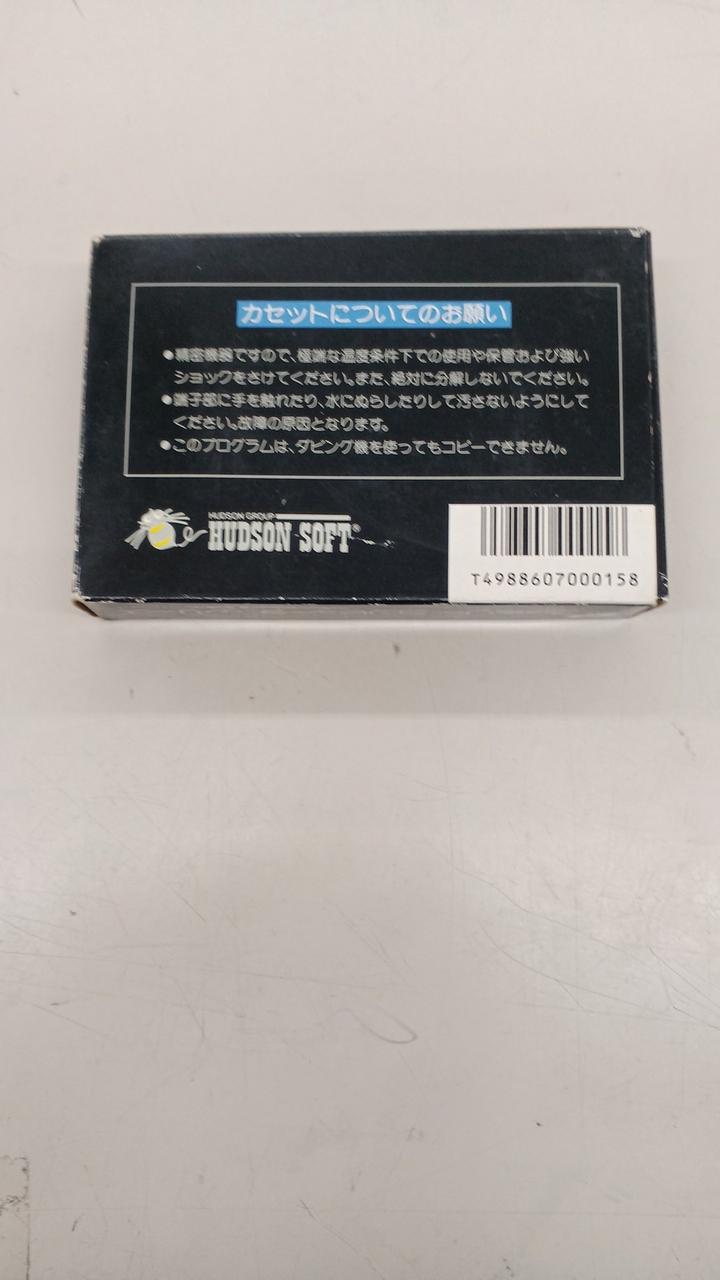 カセットについてのお願い
●精密機器ですので、極端な温度条件下での使用や保管および強い
ショックをさけてください。また、絶対に分解しないでください。
●端子部に手を触れたり、水にぬらしたりして汚さないようにして
ください。故障の原因となります。
●このプログラムは、ダビング機を使ってもコピーできません。
HUDSON GROUP
HUDSON SOFT®
T4988607000158